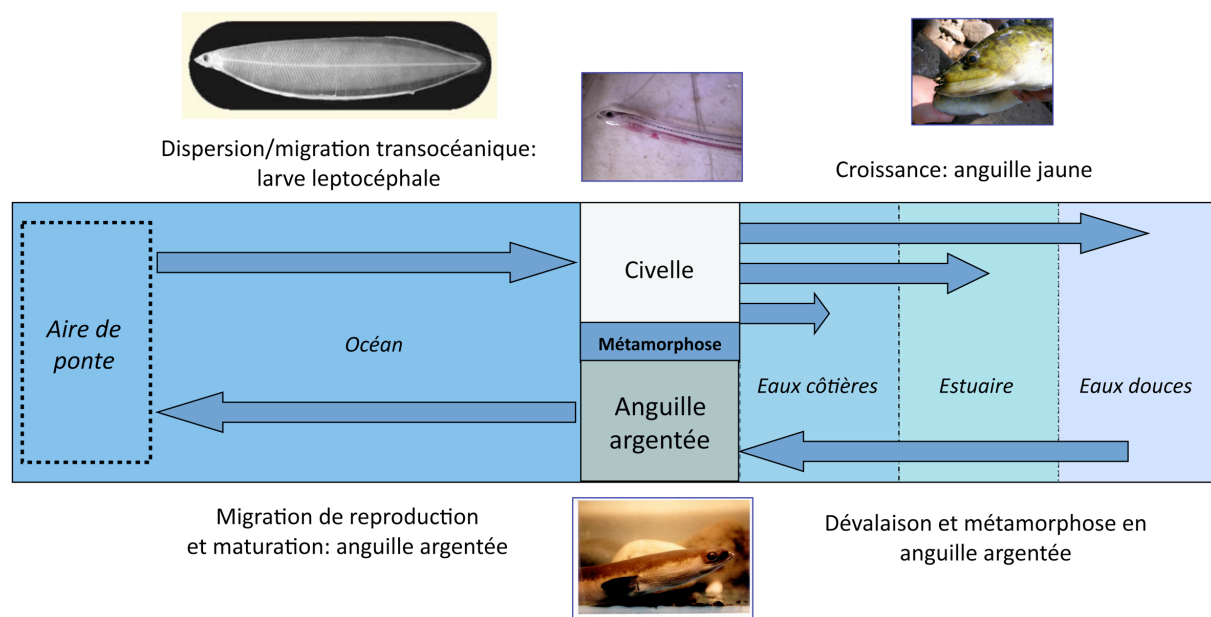 Dispersion/migration transocéanique:
larve leptocéphale
Croissance: anguille jaune
Aire de
ponte
Océan
Civelle
Métamorphose
Anguille
argentée
Eaux côtières
Estuaire
Eaux douces
Migration de reproduction
et maturation: anguille argentée
Dévalaison et métamorphose en
anguille argentée